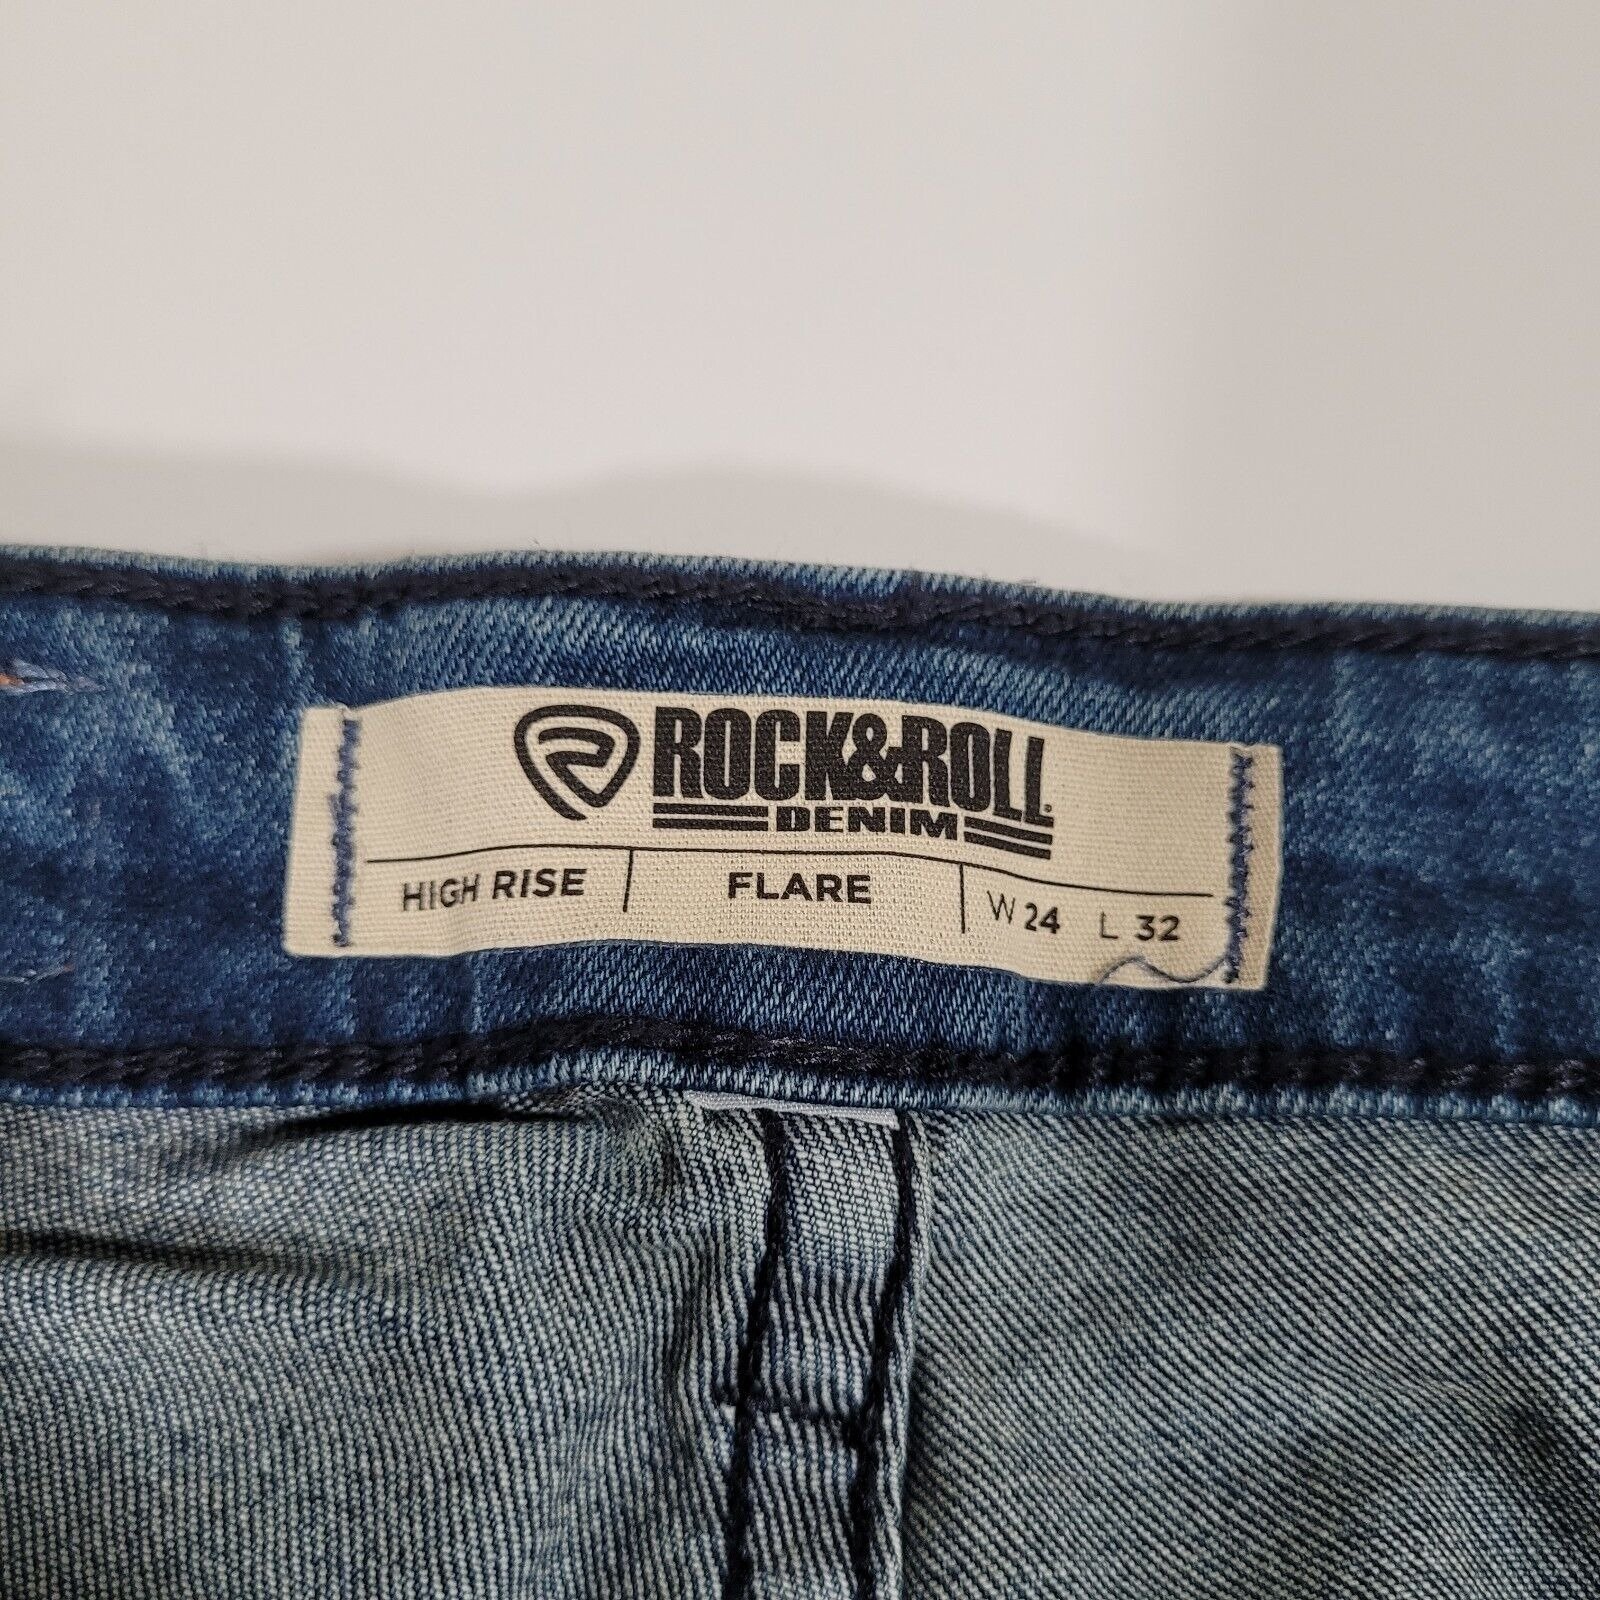 ROCK&ROLL
DENIM
HIGH RISE FLARE W 24 L 32